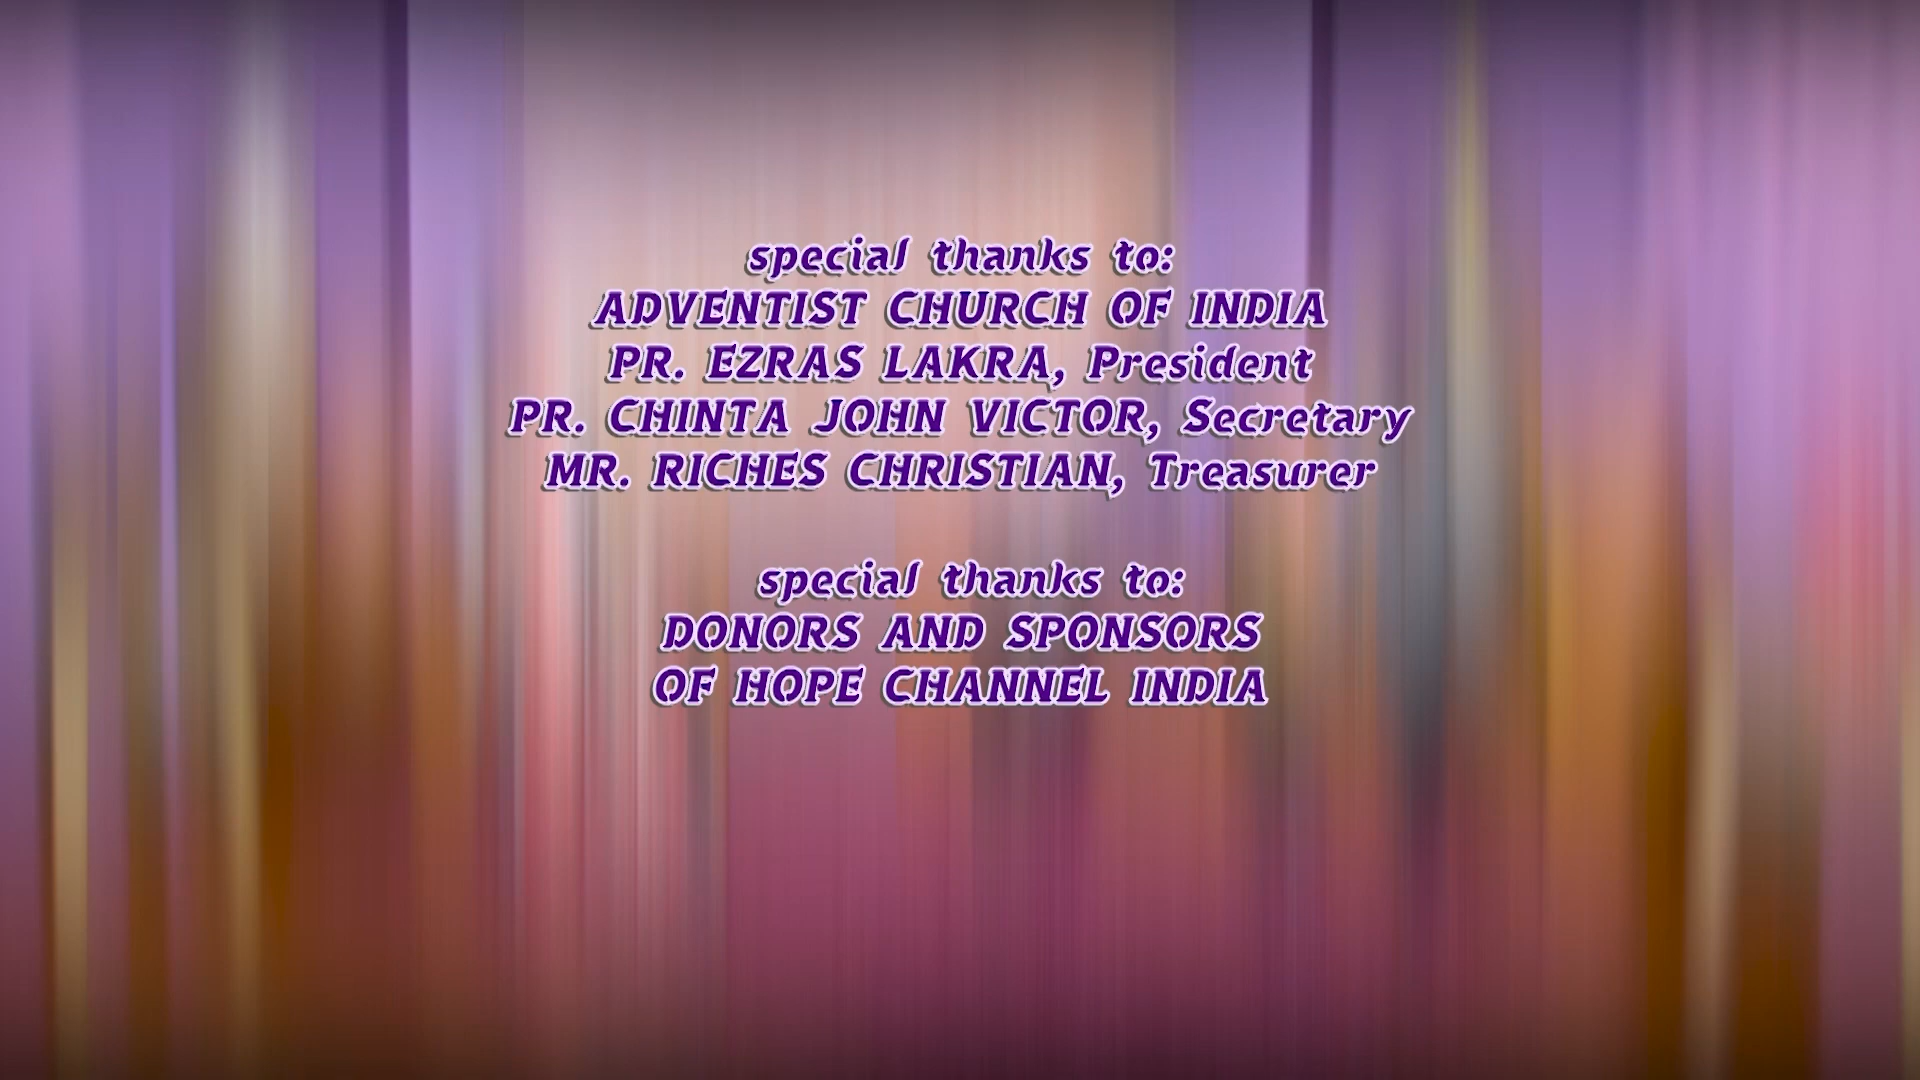 special thanks to:
ADVENTIST CHURCH OF INDIA
PR. EZRAS LAKRA, President
PR. CHINTA JOHN VICTOR, Secretary
MR. RICHES CHRISTIAN, Treasurer
special thanks to:
DONORS AND SPONSORS
OF HOPE CHANNEL INDIA